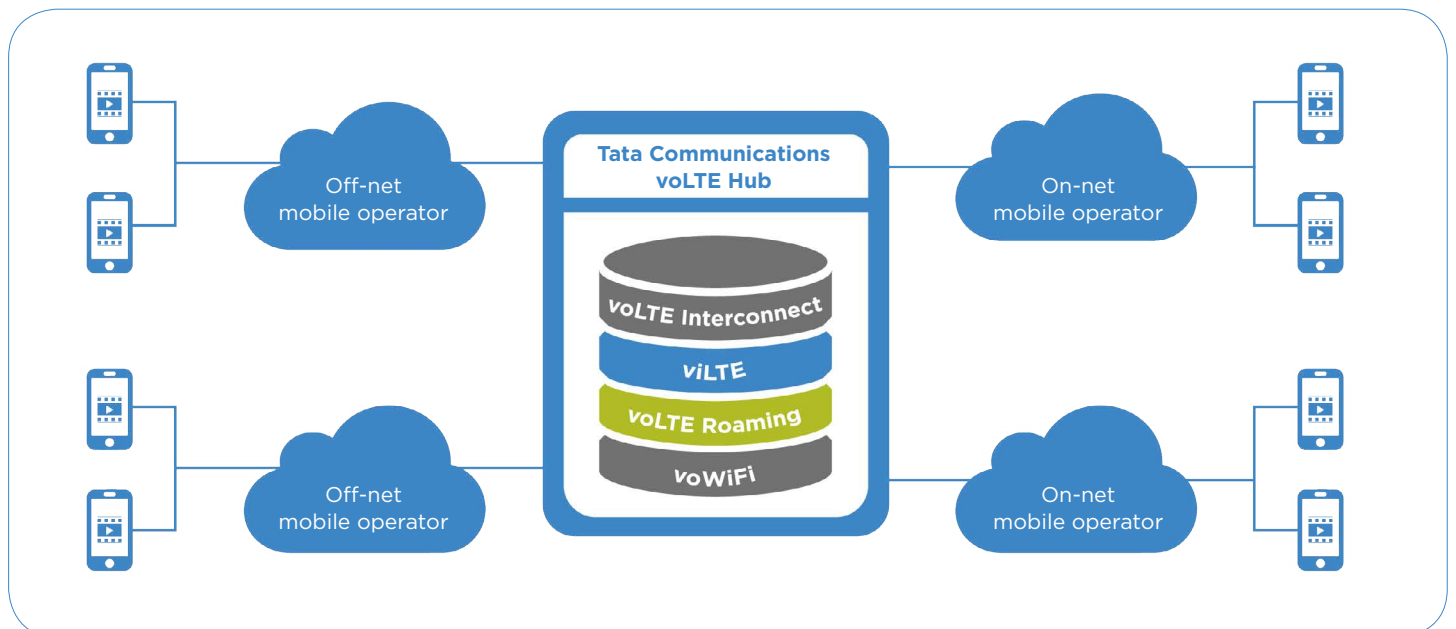 Off-net
mobile operator
Off-net
mobile operator
Tata Communications
voLTE Hub
voLTE Interconnect
viLTE
voLTE Roaming
voWiFi
On-net
mobile operator
On-net
mobile operator